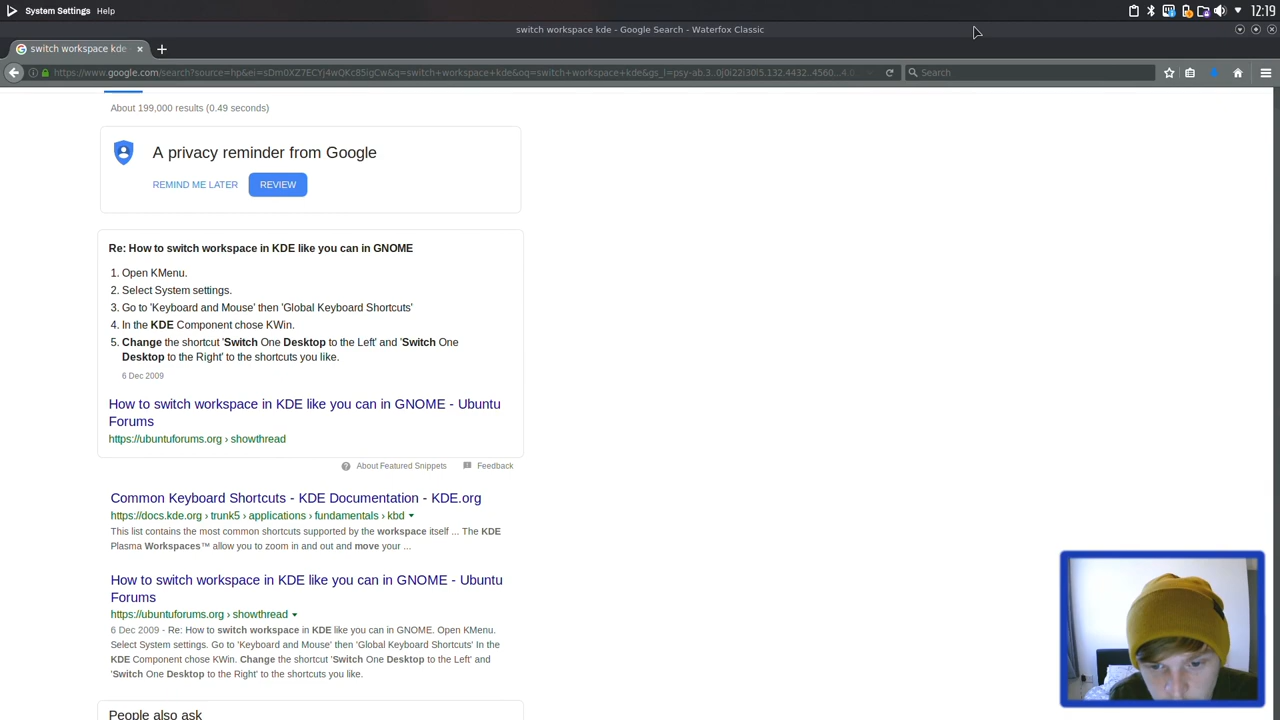 System Settings Help
12:19
switch workspace kde - Google Search - Waterfox Classic
switch workspace kde
https://www.google.com/search?source=hp&ei=sDm0XZ7ECYj4wQKc85igCw&q=switch+workspace+kde&oq=switch+workspace+kde&gs_l=psy-ab.3..0j0i22i30l5.132.4432..4560...4.0
Search
About 199,000 results (0.49 seconds)
A privacy reminder from Google
REMIND ME LATER REVIEW
Re: How to switch workspace in KDE like you can in GNOME
1. Open KMenu.
2. Select System settings.
3. Go to 'Keyboard and Mouse' then 'Global Keyboard Shortcuts'
4. In the KDE Component chose KWin.
5. Change the shortcut 'Switch One Desktop to the Left' and 'Switch One
Desktop to the Right' to the shortcuts you like.
6 Dec 2009
How to switch workspace in KDE like you can in GNOME - Ubuntu
Forums
https://ubuntuforums.org › showthread
About Featured Snippets Feedback
Common Keyboard Shortcuts - KDE Documentation - KDE.org
https://docs.kde.org › trunk5 › applications › fundamentals › kbd
This list contains the most common shortcuts supported by the workspace itself ... The KDE
Plasma Workspaces™ allow you to zoom in and out and move your ...
How to switch workspace in KDE like you can in GNOME - Ubuntu
Forums
https://ubuntuforums.org › showthread
6 Dec 2009 - Re: How to switch workspace in KDE like you can in GNOME. Open KMenu.
Select System settings. Go to 'Keyboard and Mouse' then 'Global Keyboard Shortcuts' In the
KDE Component chose KWin. Change the shortcut 'Switch One Desktop to the Left' and
'Switch One Desktop to the Right' to the shortcuts you like.
People also ask